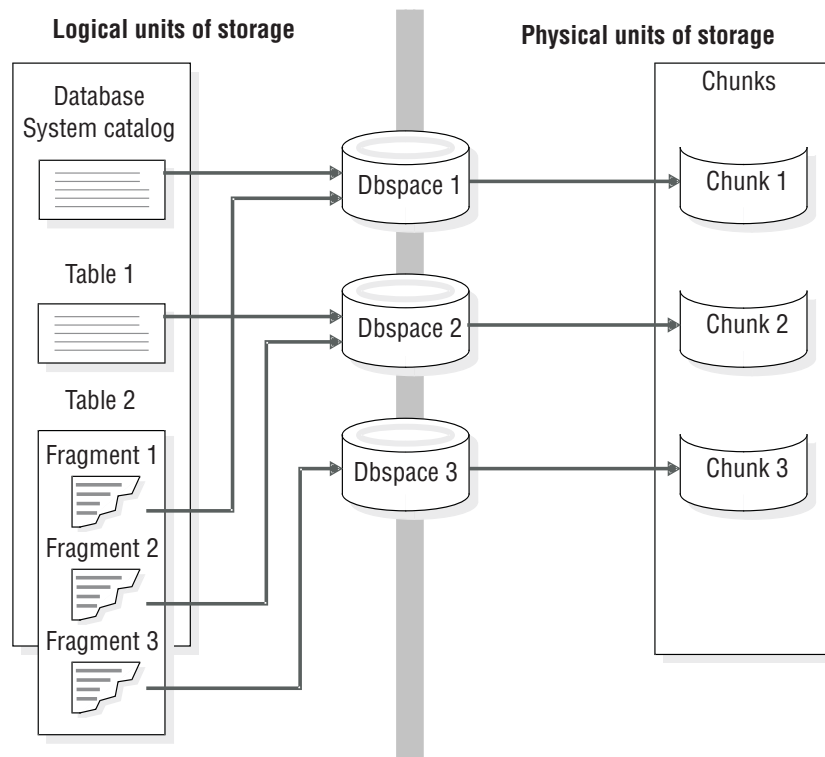 Logical units of storage
Physical units of storage
Database
System catalog
Chunks
Dbspace 1
Chunk 1
Table 1
Dbspace 2
Chunk 2
Table 2
Fragment 1
Dbspace 3
Chunk 3
Fragment 2
Fragment 3